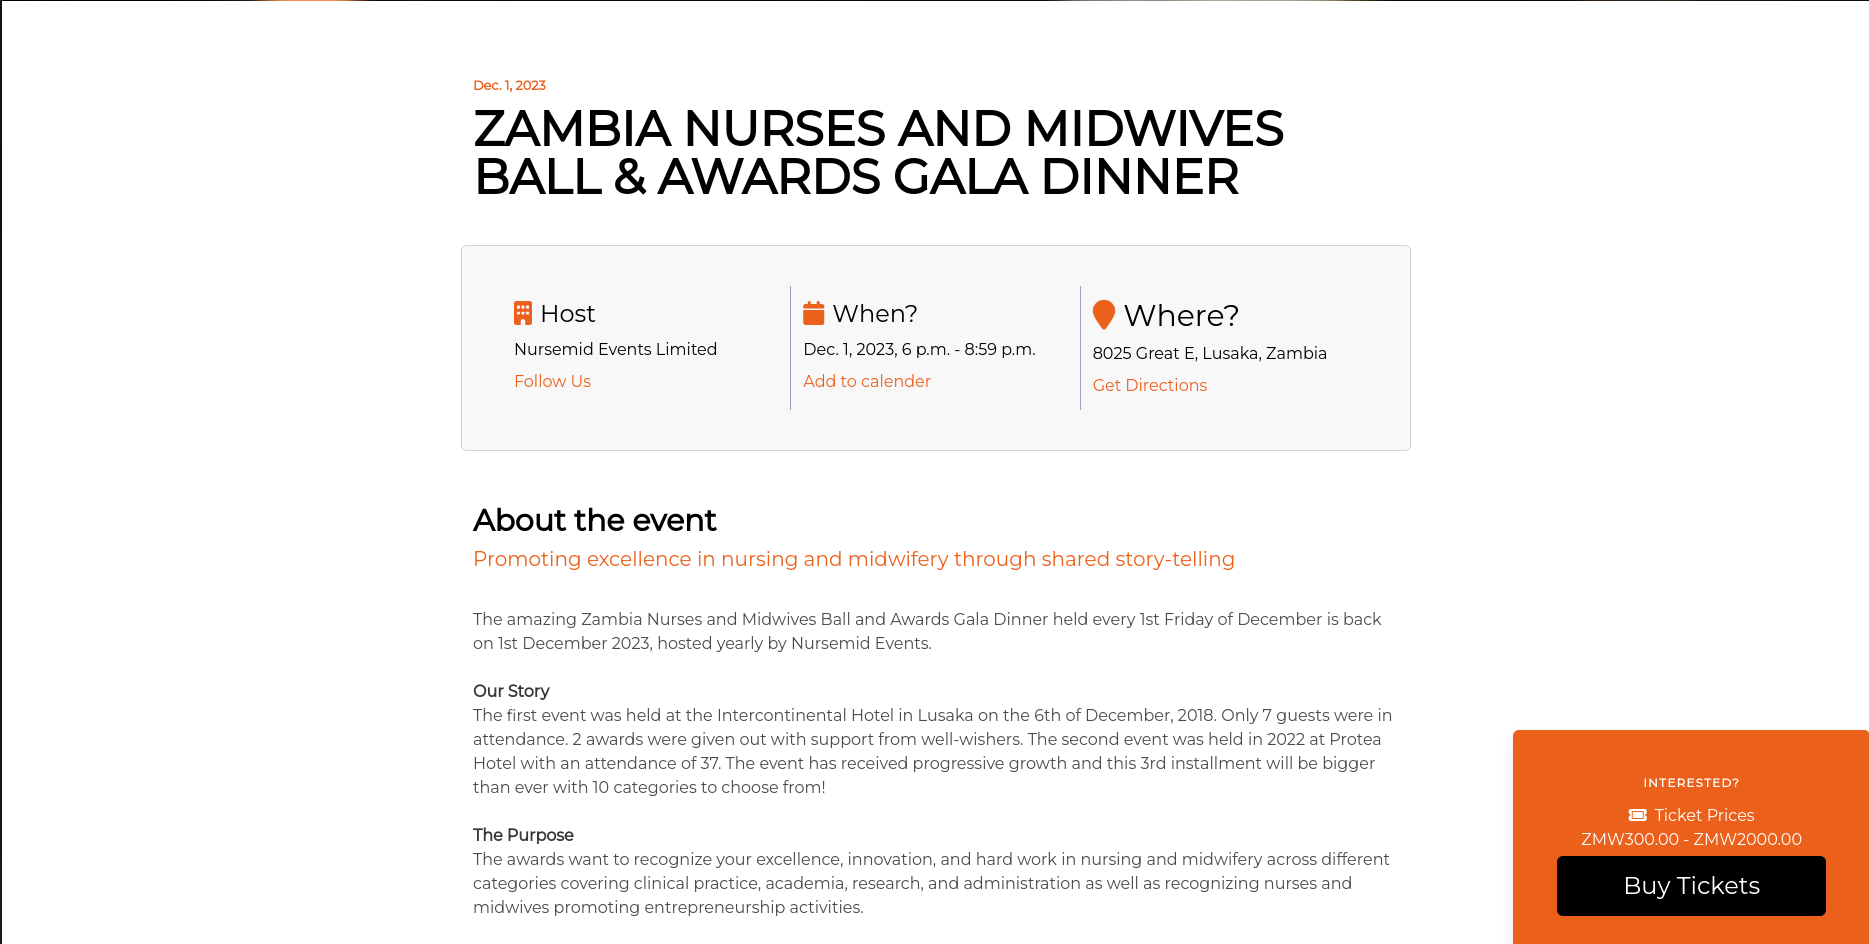 Dec. 1, 2023
ZAMBIA NURSES AND MIDWIVES
BALL & AWARDS GALA DINNER
Host
Nursemid Events Limited
Follow Us
When?
Dec. 1, 2023, 6 p.m. - 8:59 p.m.
Add to calender
Where?
8025 Great E, Lusaka, Zambia
Get Directions
About the event
Promoting excellence in nursing and midwifery through shared story-telling
The amazing Zambia Nurses and Midwives Ball and Awards Gala Dinner held every 1st Friday of December is back
on 1st December 2023, hosted yearly by Nursemid Events.
Our Story
The first event was held at the Intercontinental Hotel in Lusaka on the 6th of December, 2018. Only 7 guests were in
attendance. 2 awards were given out with support from well-wishers. The second event was held in 2022 at Protea
Hotel with an attendance of 37. The event has received progressive growth and this 3rd installment will be bigger
than ever with 10 categories to choose from!
The Purpose
The awards want to recognize your excellence, innovation, and hard work in nursing and midwifery across different
categories covering clinical practice, academia, research, and administration as well as recognizing nurses and
midwives promoting entrepreneurship activities.
INTERESTED?
Ticket Prices
ZMW300.00 - ZMW2000.00
Buy Tickets